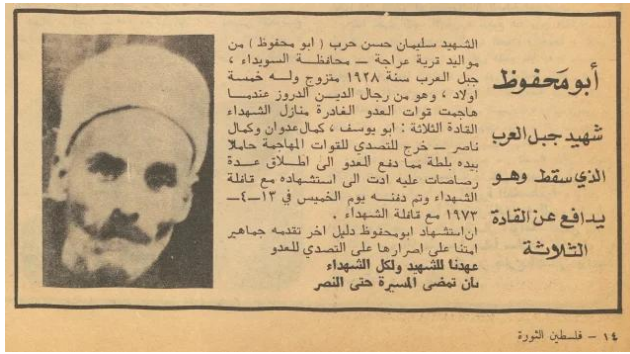 أبو محفوظ
شهيد جبل العرب
الذي سقط وهو
يدافع عن القادة
الثلاثة
الشهيد سليمان حسن حرب ( ابو محفوظ ) من
مواليد قرية عراجة — محافظة السويداء ،
جبل العرب سنة ١٩٢٨ متزوج وله خمسة
اولاد ، وهو من رجال الدين الدروز عندما
هاجمت قوات العدو الغادرة منازل الشهداء
القادة الثلاثة : أبو يوسف ، كمال عدوان وكمال
ناصر — خرج للتصدي للقوات المهاجمة حاملا
بيده بلطة مما دفع العدو الى اطلاق عدة
رصاصات عليه ادت الى استشهاده مع قافلة
الشهداء وتم دفنه يوم الخميس في ١٣—٤—
١٩٧٣ مع قافلة الشهداء .
ان استشهاد ابو محفوظ دليل اخر تقدمه جماهير
امتنا على اصرارها على التصدي للعدو
عهدنا للشهيد ولكل الشهداء
بأن تمضى المسيرة حتى النصر
١٤ — فلسطين الثورة